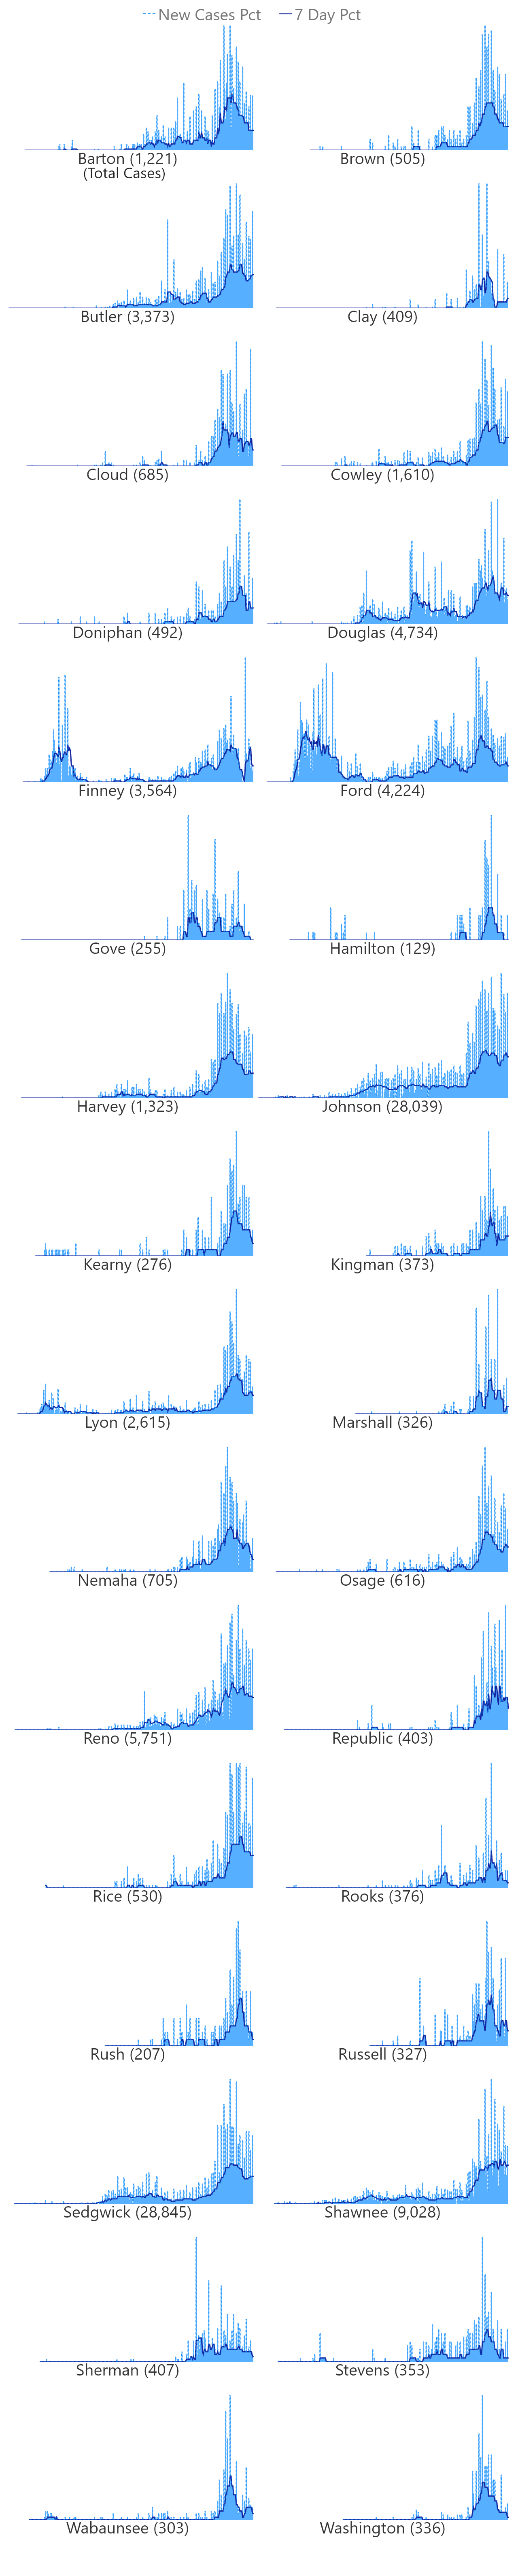 New Cases Pct 7 Day Pct
Barton (1,221) Brown (505)
(Total Cases)
Butler (3,373) Clay (409)
Cloud (685) Cowley (1,610)
Doniphan (492) Douglas (4,734)
Finney (3,564) Ford (4,224)
Gove (255) Hamilton (129)
Harvey (1,323) Johnson (28,039)
Kearny (276) Kingman (373)
Lyon (2,615) Marshall (326)
Nemaha (705) Osage (616)
Reno (5,751) Republic (403)
Rice (530) Rooks (376)
Rush (207) Russell (327)
Sedgwick (28,845) Shawnee (9,028)
Sherman (407) Stevens (353)
Wabaunsee (303) Washington (336)